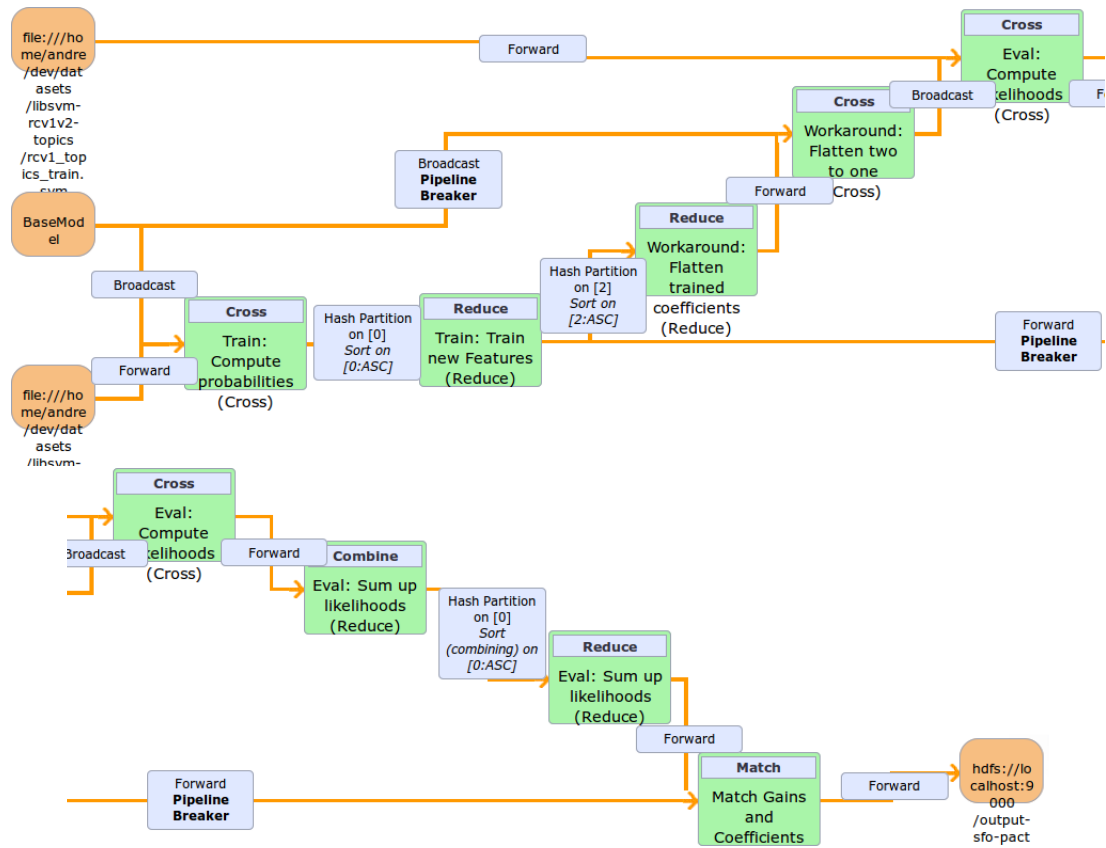 file:///ho
me/andre
/dev/dat
asets
/libsvm-
rcv1v2-
topics
/rcv1_top
ics_train.
svm
Forward
Cross
Eval:
Compute
(Cross)
Broadcast
Cross
Workaround:
Flatten two
to one
(Cross)
Forward
Broadcast
Pipeline
Breaker
BaseMod
el
Broadcast
Reduce
Workaround:
Flatten
trained
coefficients
(Reduce)
Hash Partition
on [2]
Sort on
[2:ASC]
Cross
Train:
Compute
probabilities
(Cross)
Hash Partition
on [0]
Sort on
[0:ASC]
Reduce
Train: Train
new Features
(Reduce)
Forward
Pipeline
Breaker
Forward
file:///ho
me/andre
/dev/dat
asets
/libsvm-
Cross
Eval:
Compute
(Cross)
Broadcast
Forward
Combine
Eval: Sum up
likelihoods
(Reduce)
Hash Partition
on [0]
Sort
(combining) on
[0:ASC]
Reduce
Eval: Sum up
likelihoods
(Reduce)
Forward
Forward
Pipeline
Breaker
Match
Match Gains
and
Coefficients
Forward
hdfs://lo
calhost:9
000
/output-
sfo-pact